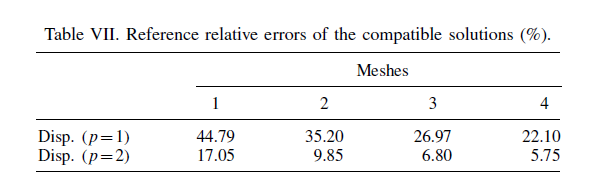 Table VII. Reference relative errors of the compatible solutions (%).
Meshes
1 2 3 4
Disp. (p=1) 44.79 35.20 26.97 22.10
Disp. (p=2) 17.05 9.85 6.80 5.75